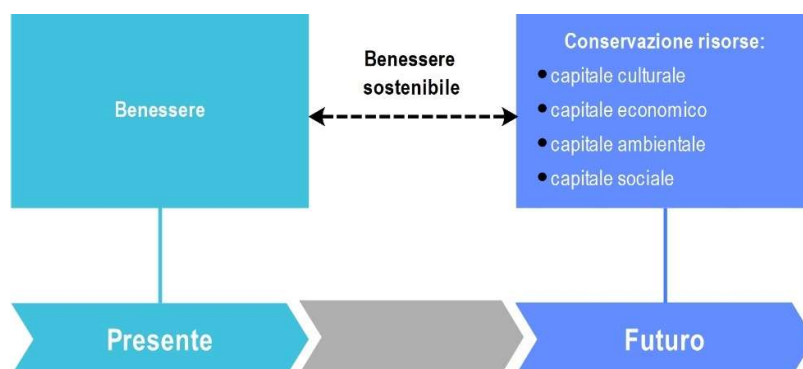 Benessere
Benessere
sostenibile
Conservazione risorse:
● capitale culturale
● capitale economico
● capitale ambientale
● capitale sociale
Presente
Futuro